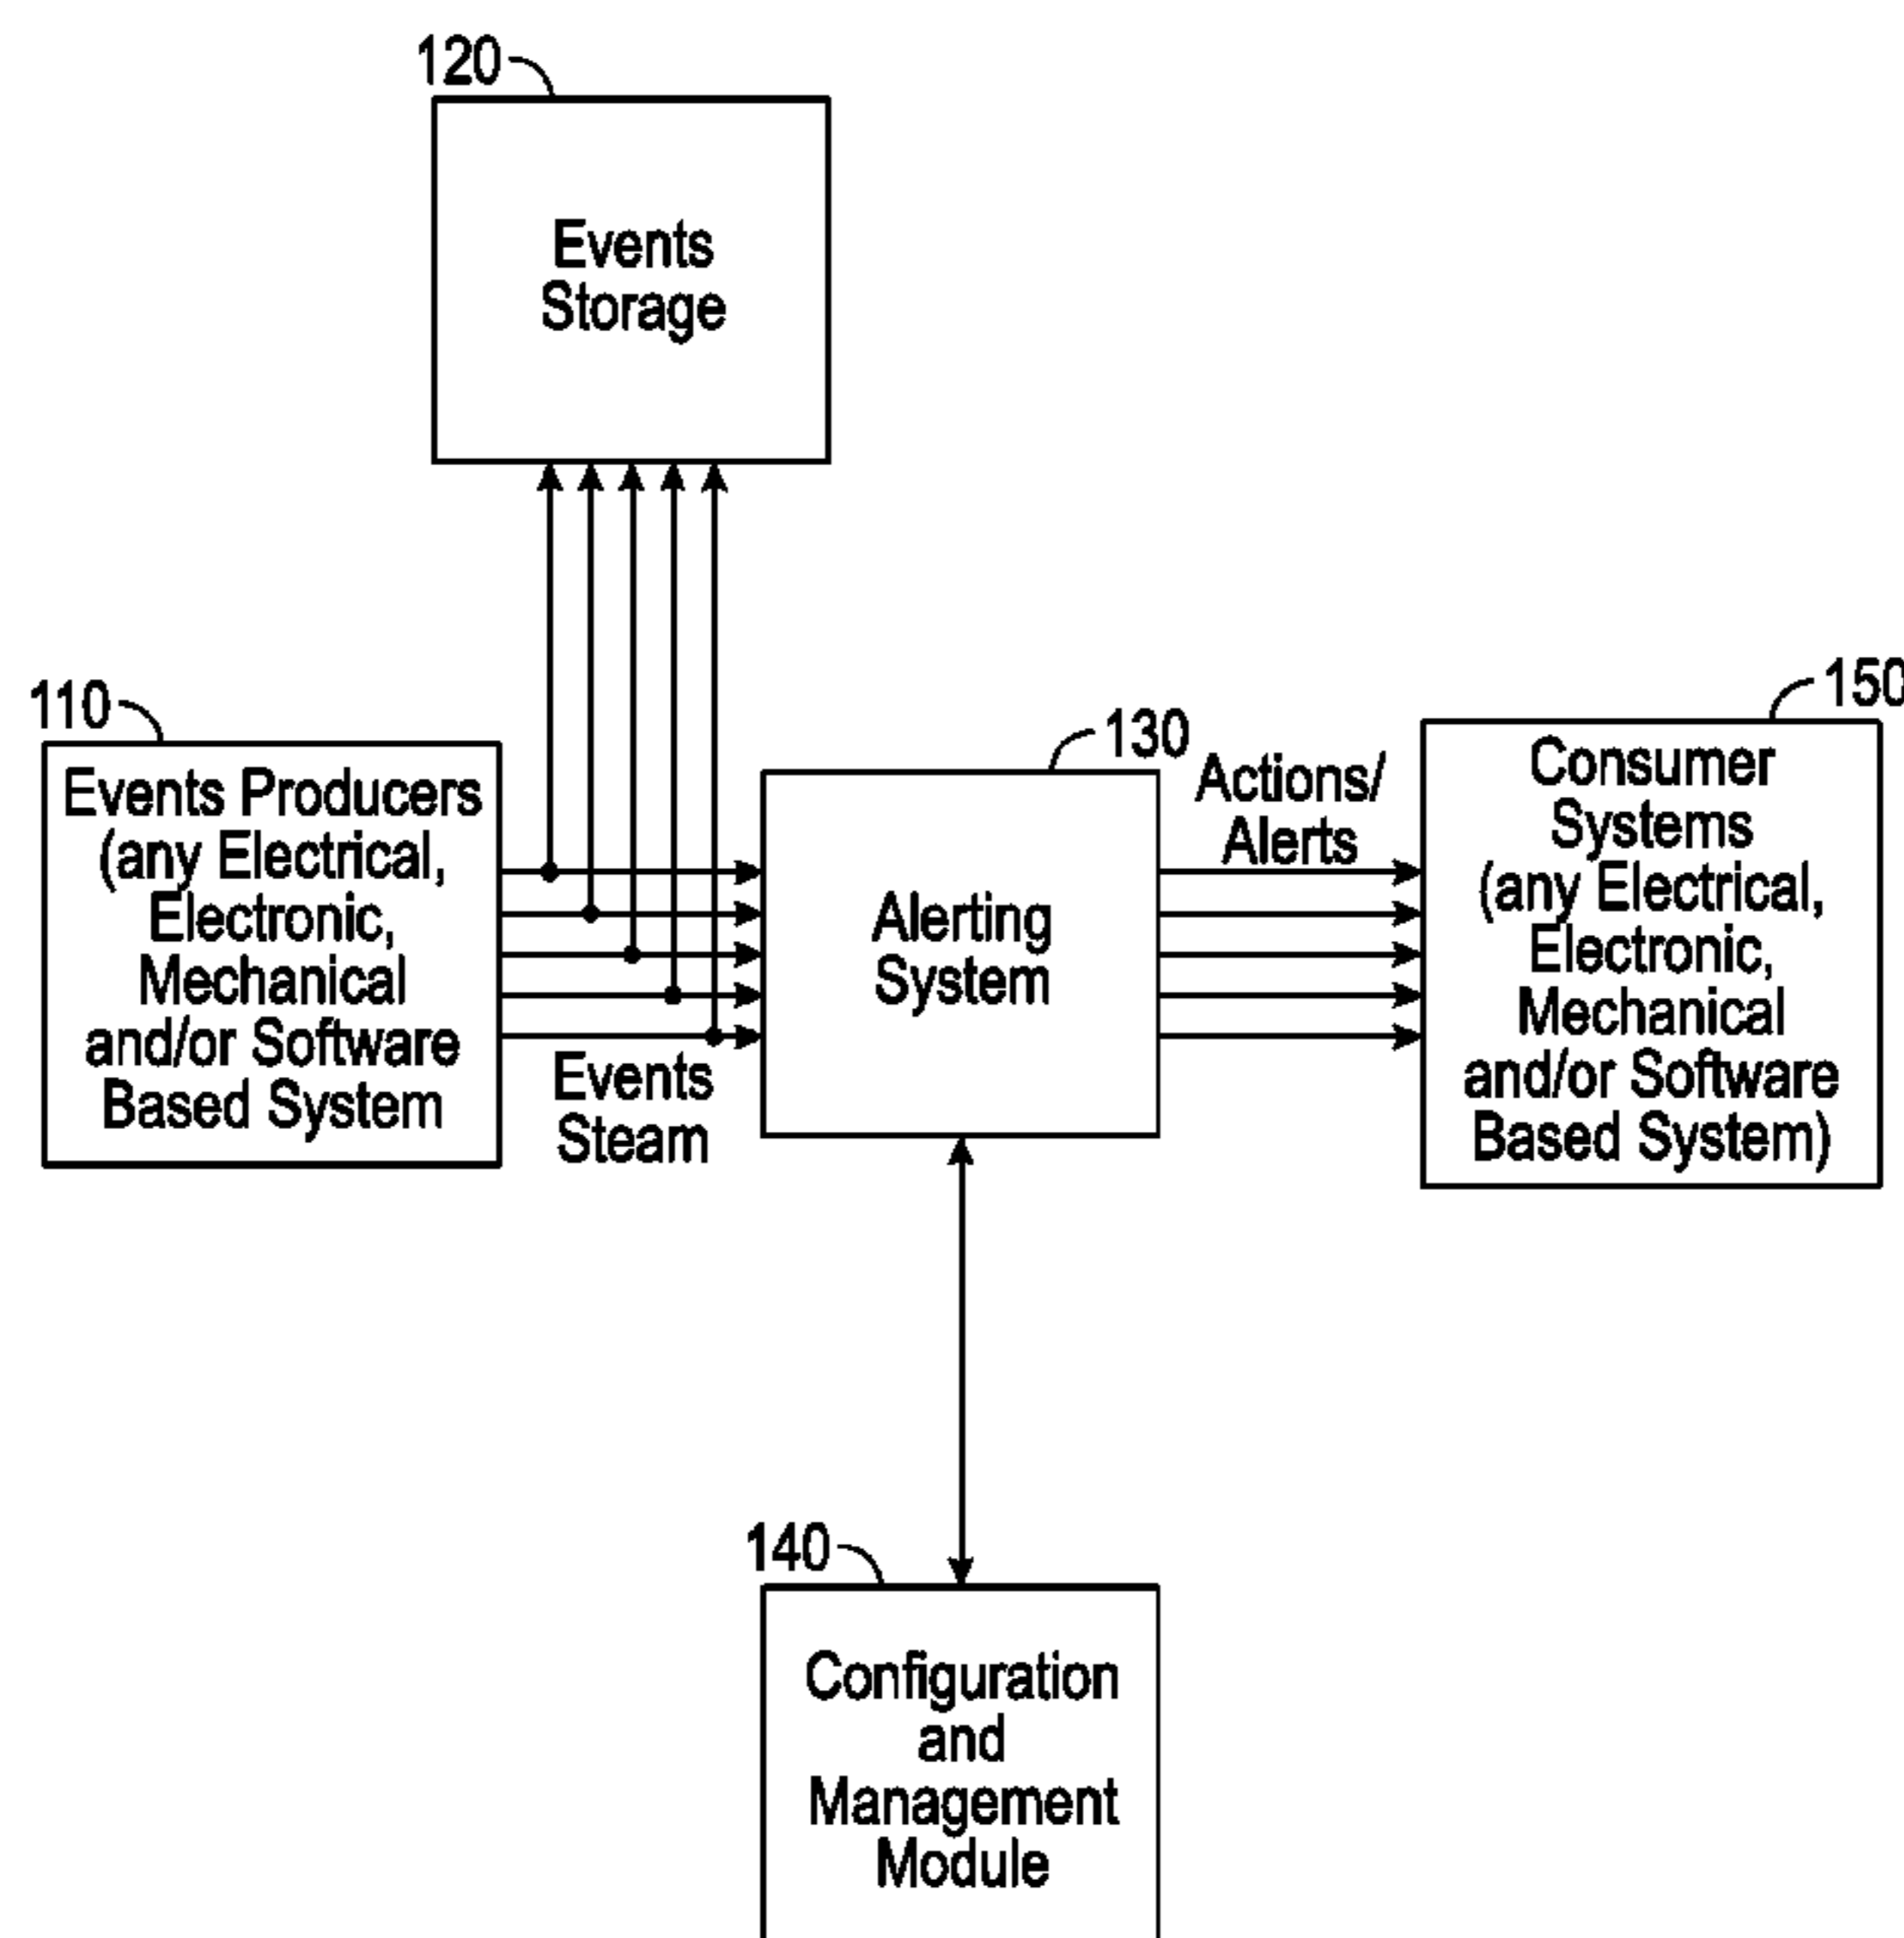 120
Events
Storage
110
Events Producers
(any Electrical,
Electronic,
Mechanical
and/or Software
Based System
Events
Steam
130
Alerting
System
Actions/
Alerts
150
Consumer
Systems
(any Electrical,
Electronic,
Mechanical
and/or Software
Based System)
140
Configuration
and
Management
Module